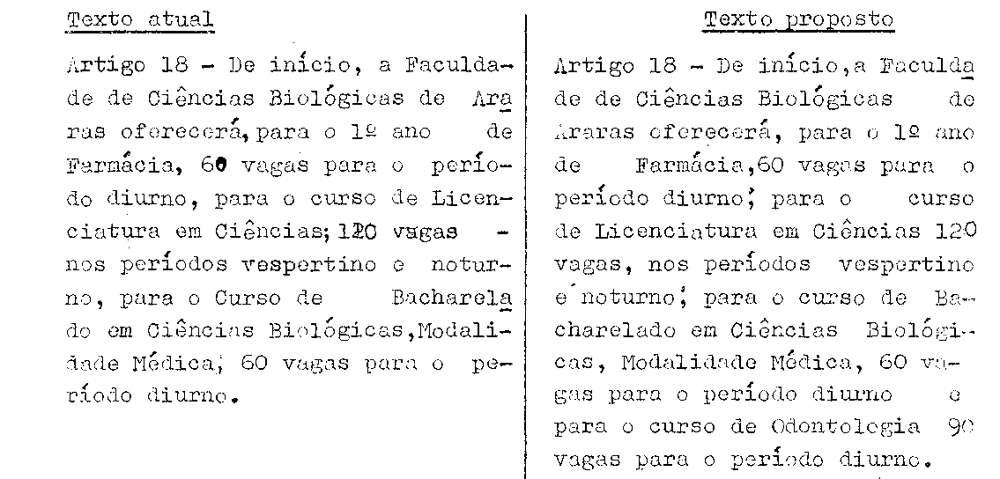 Texto atual
Artigo 18 - De início, a Faculda-
de de Ciências Biológicas de Ara
ras oferecerá, para o 1º ano de
Farmácia, 60 vagas para o perío-
do diurno, para o curso de Licen-
ciatura em Ciências; 120 vagas -
nos períodos vespertino e notur-
no, para o Curso de Bacharela
do em Ciências Biológicas, Modali-
dade Médica; 60 vagas para o pe-
ríodo diurno.
Texto proposto
Artigo 18 - De início, a Faculda
de de Ciências Biológicas de
Araras oferecerá, para o 1º ano
de Farmácia, 60 vagas para o
período diurno; para o curso
de Licenciatura em Ciências 120
vagas, nos períodos vespertino
e noturno; para o curso de Ba-
charelado em Ciências Biológi-
cas, Modalidade Médica, 60 va-
gas para o período diurno e
para o curso de Odontologia 90
vagas para o período diurno.